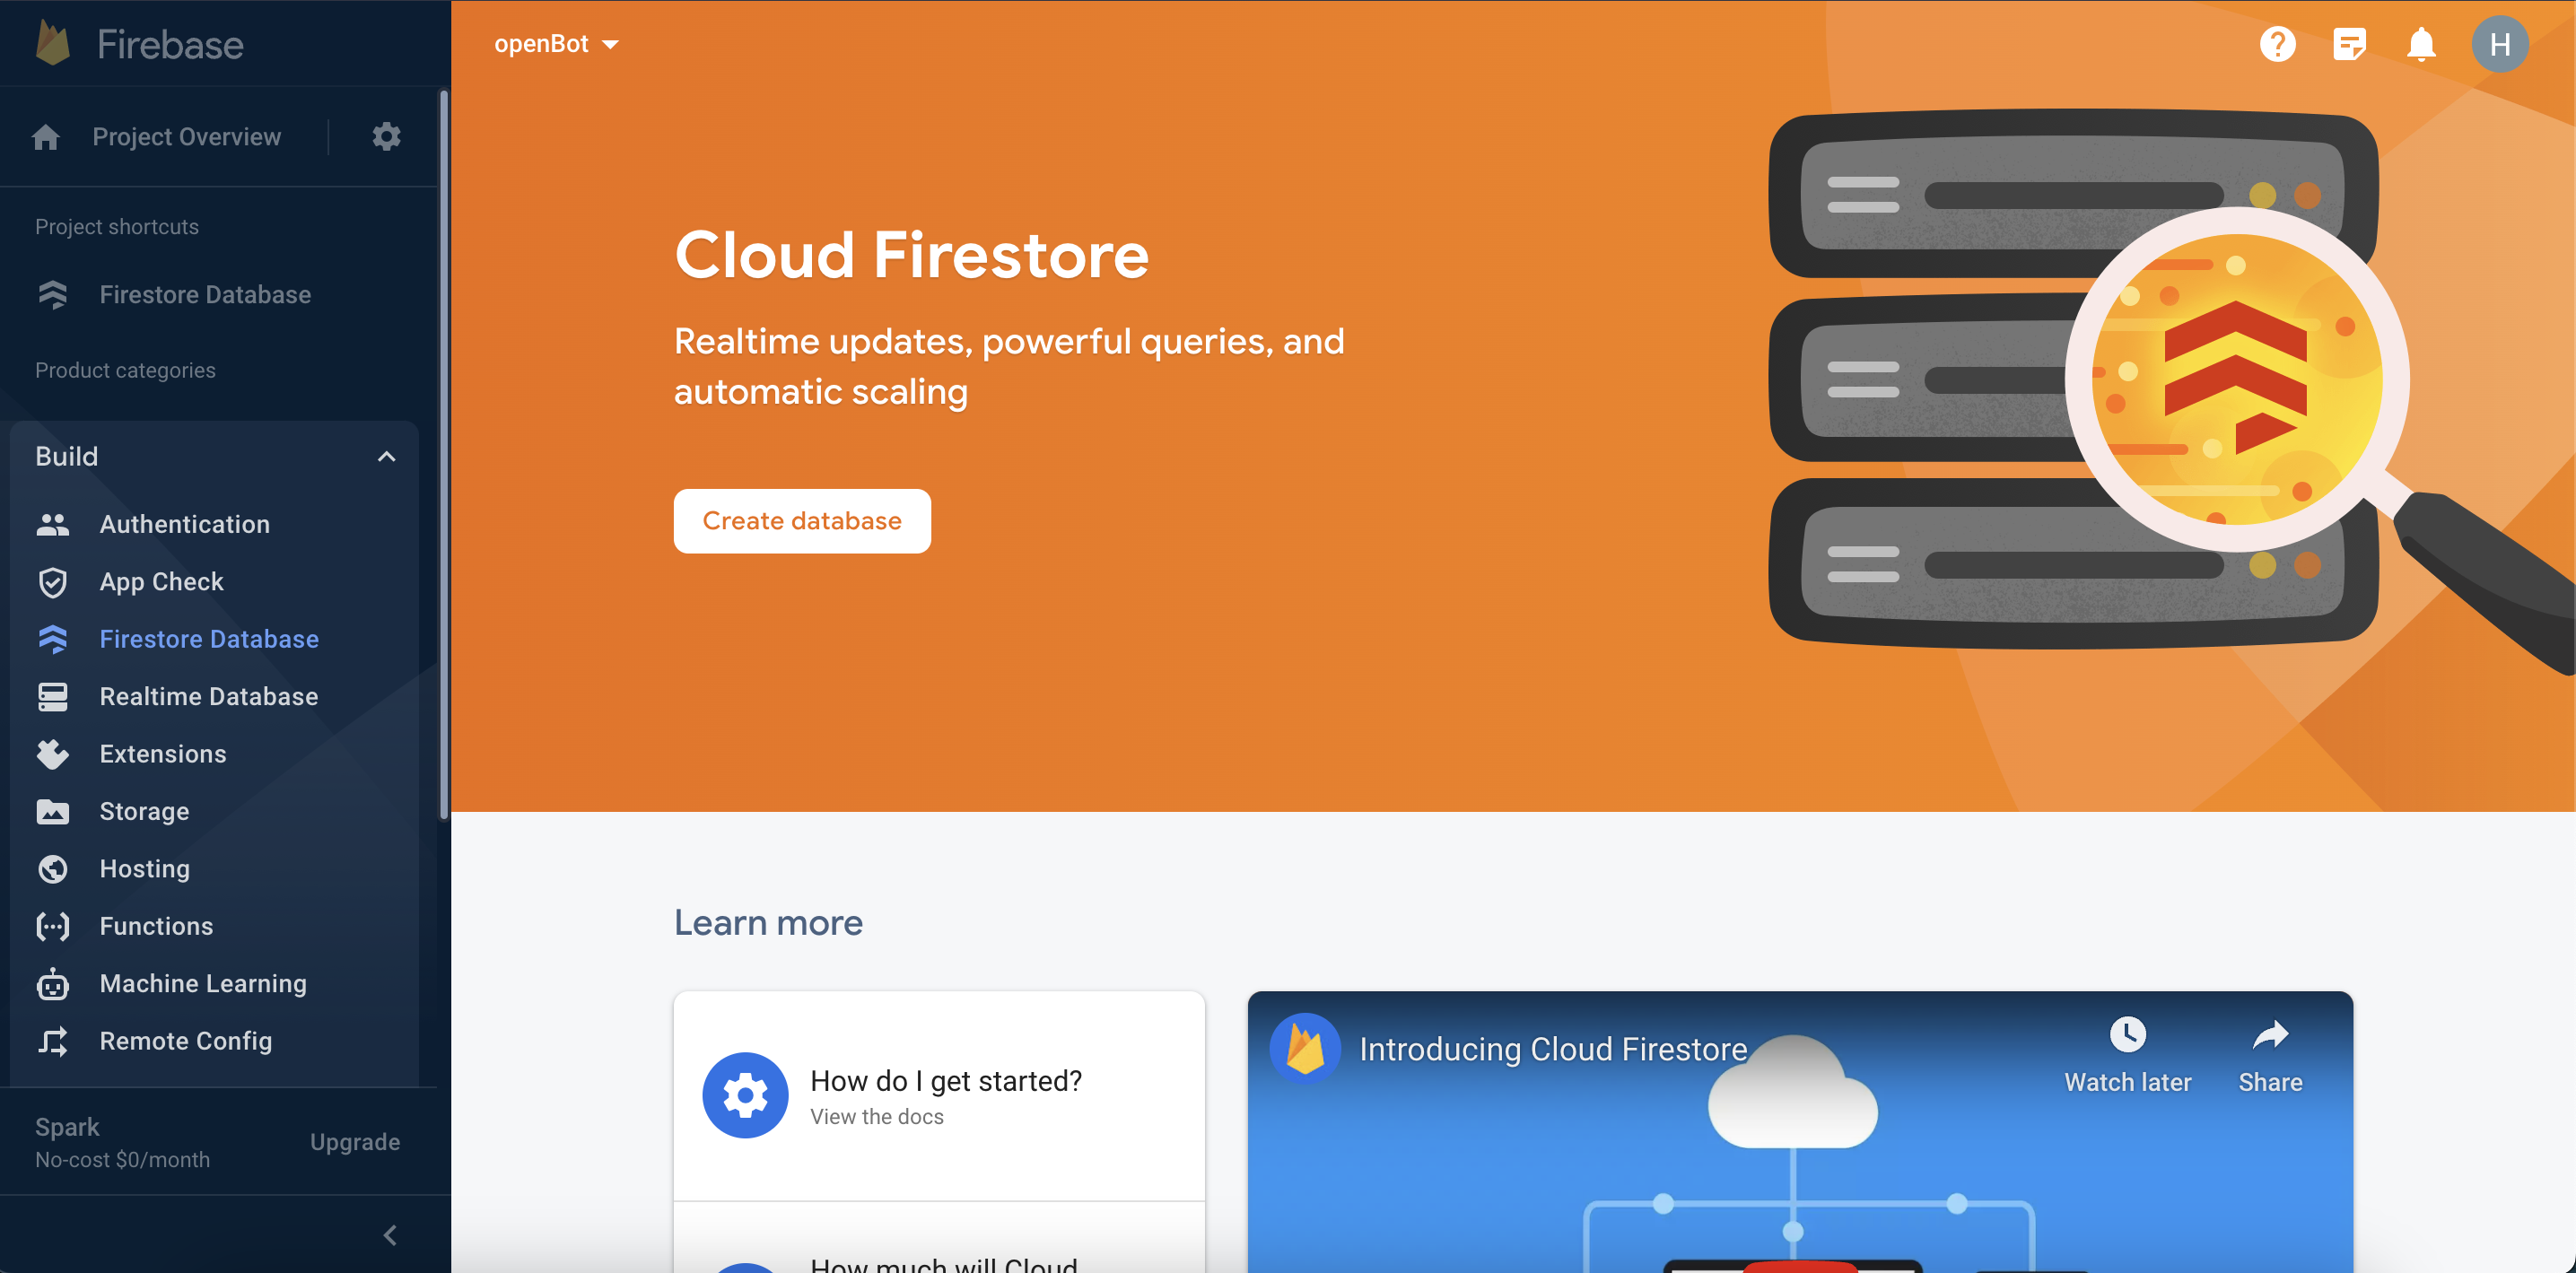 Firebase
Project Overview
Project shortcuts
Firestore Database
Product categories
Build
Authentication
App Check
Firestore Database
Realtime Database
Extensions
Storage
Hosting
Functions
Machine Learning
Remote Config
Spark
No-cost $0/month
Upgrade
openBot
H
Cloud Firestore
Realtime updates, powerful queries, and
automatic scaling
Create database
Learn more
How do I get started?
View the docs
How much will Cloud
Introducing Cloud Firestore
Watch later
Share